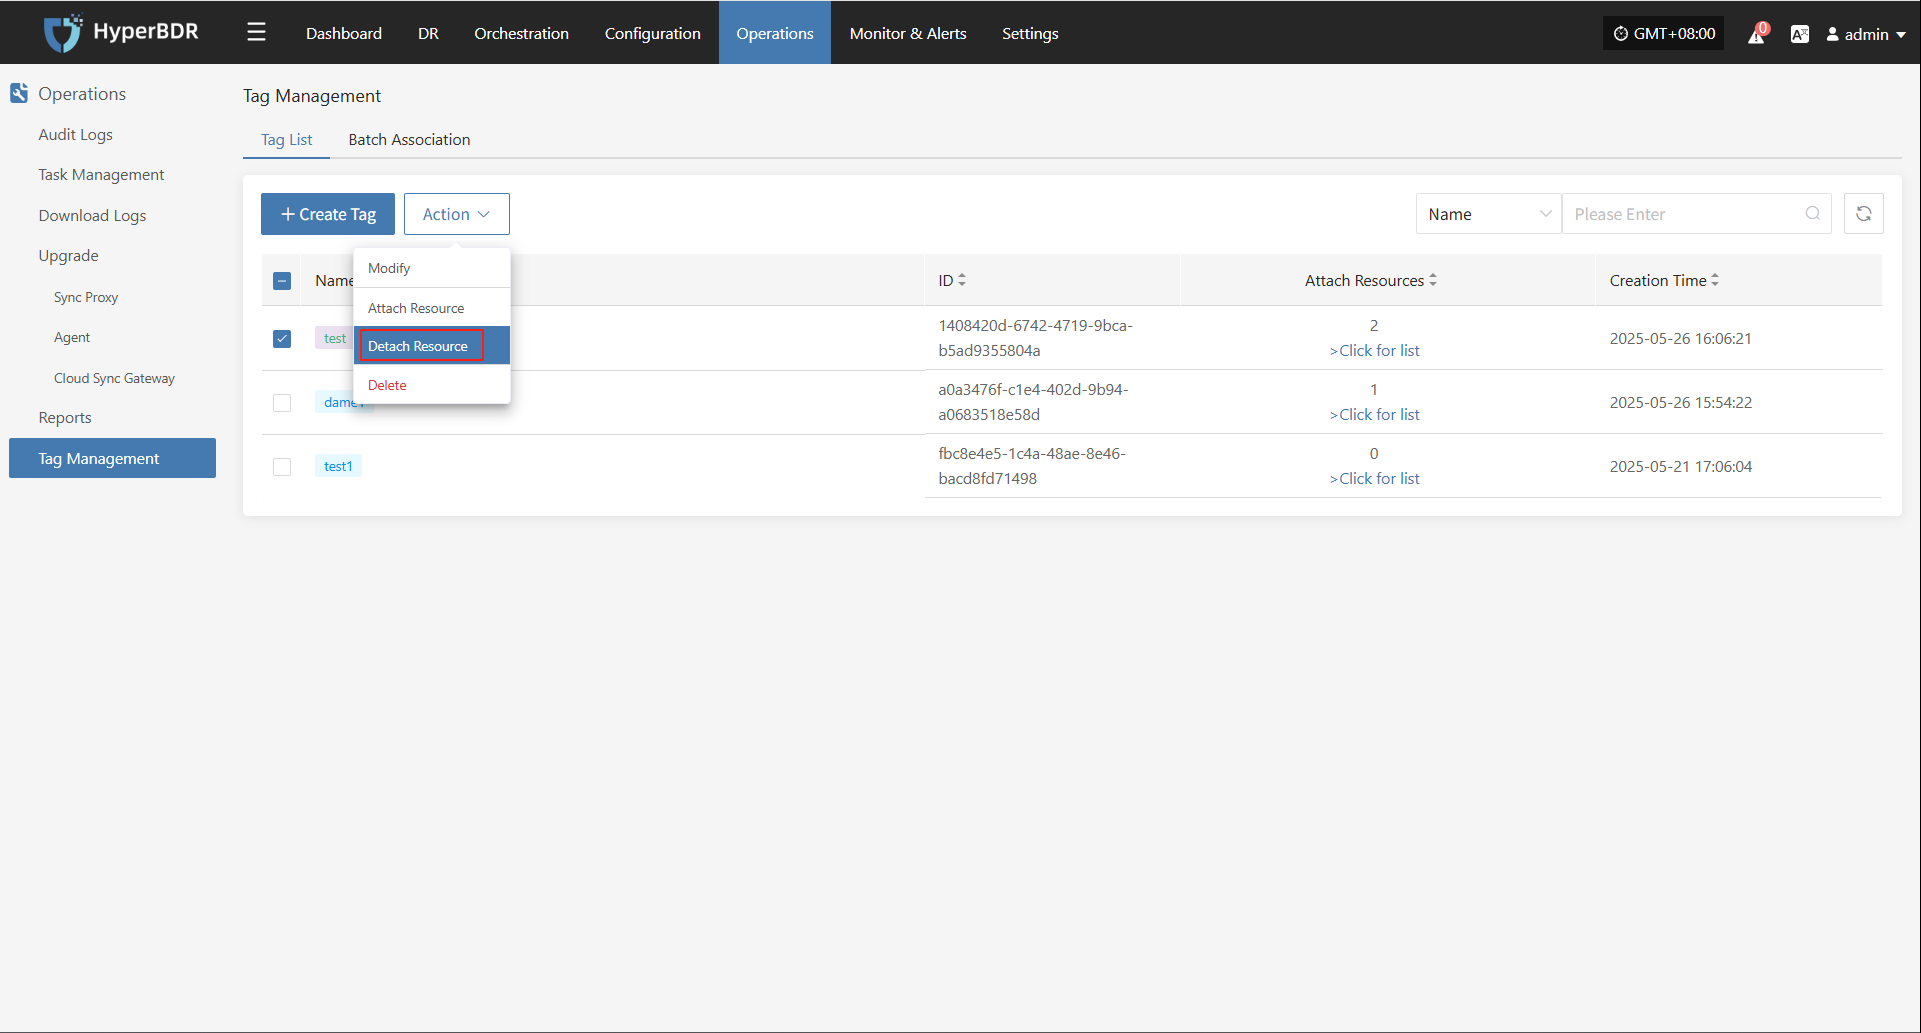 HyperBDR
Dashboard
DR
Orchestration
Configuration
Operations
Monitor & Alerts
Settings
GMT+08:00
0
admin
Operations
Audit Logs
Task Management
Download Logs
Upgrade
Sync Proxy
Agent
Cloud Sync Gateway
Reports
Tag Management
Tag Management
Tag List
Batch Association
+ Create Tag
Action
Name
Please Enter
Modify
Attach Resource
Detach Resource
Delete
Name
ID
Attach Resources
Creation Time
test
1408420d-6742-4719-9bca-
b5ad9355804a
2
>Click for list
2025-05-26 16:06:21
dame1
a0a3476f-c1e4-402d-9b94-
a0683518e58d
1
>Click for list
2025-05-26 15:54:22
test1
fbc8e4e5-1c4a-48ae-8e46-
bacd8fd71498
0
>Click for list
2025-05-21 17:06:04